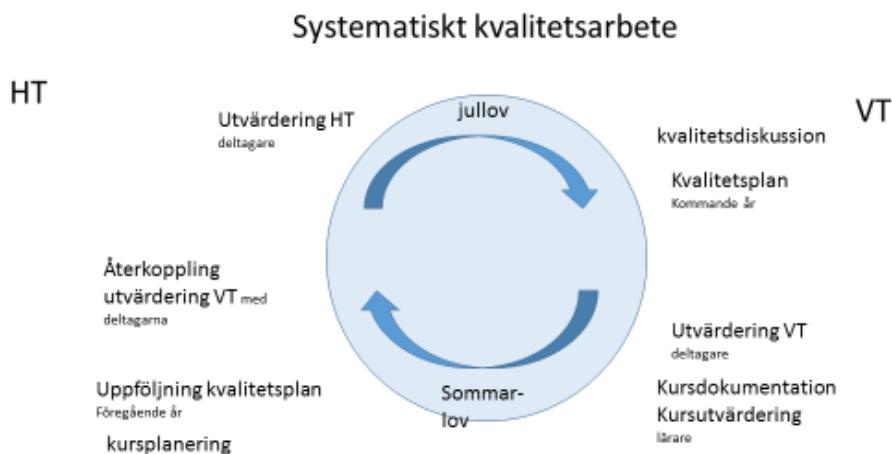 Systematiskt kvalitetsarbete
HT
VT
Utvärdering HT
deltagare
jullov
kvalitetsdiskussion
Kvalitetsplan
Kommande år
Återkoppling
utvärdering VT med
deltagarna
Utvärdering VT
deltagare
Uppföljning kvalitetsplan
Föregående år
kursplanering
Sommar-
lov
Kursdokumentation
Kursutvärdering
lärare